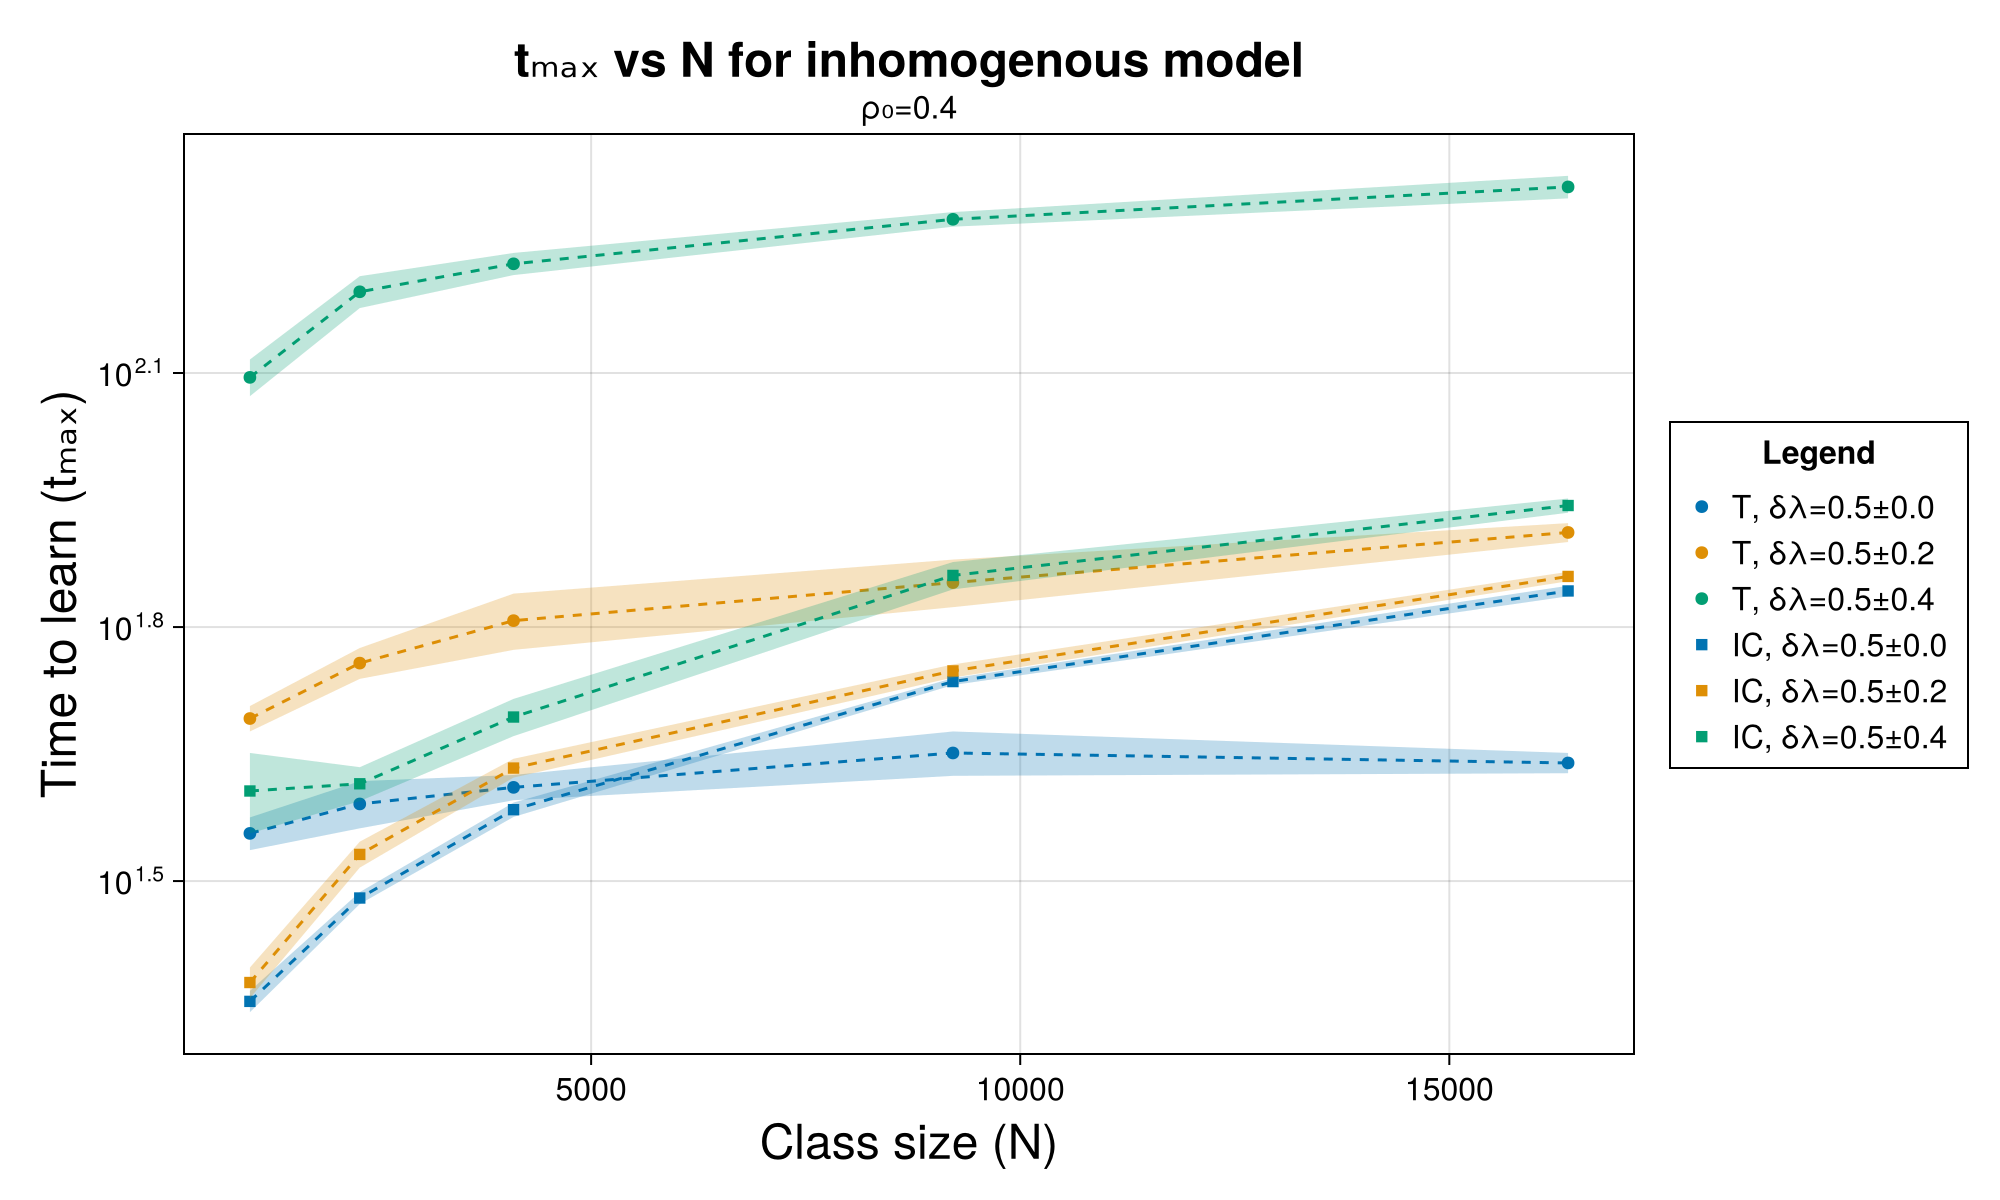 tₘₐₓ vs N for inhomogenous model
ρ₀=0.4
Time to learn (tₘₐₓ)
10^2.1
10^1.8
10^1.5
5000
10000
15000
Class size (N)
Legend
T, δλ=0.5±0.0
T, δλ=0.5±0.2
T, δλ=0.5±0.4
IC, δλ=0.5±0.0
IC, δλ=0.5±0.2
IC, δλ=0.5±0.4